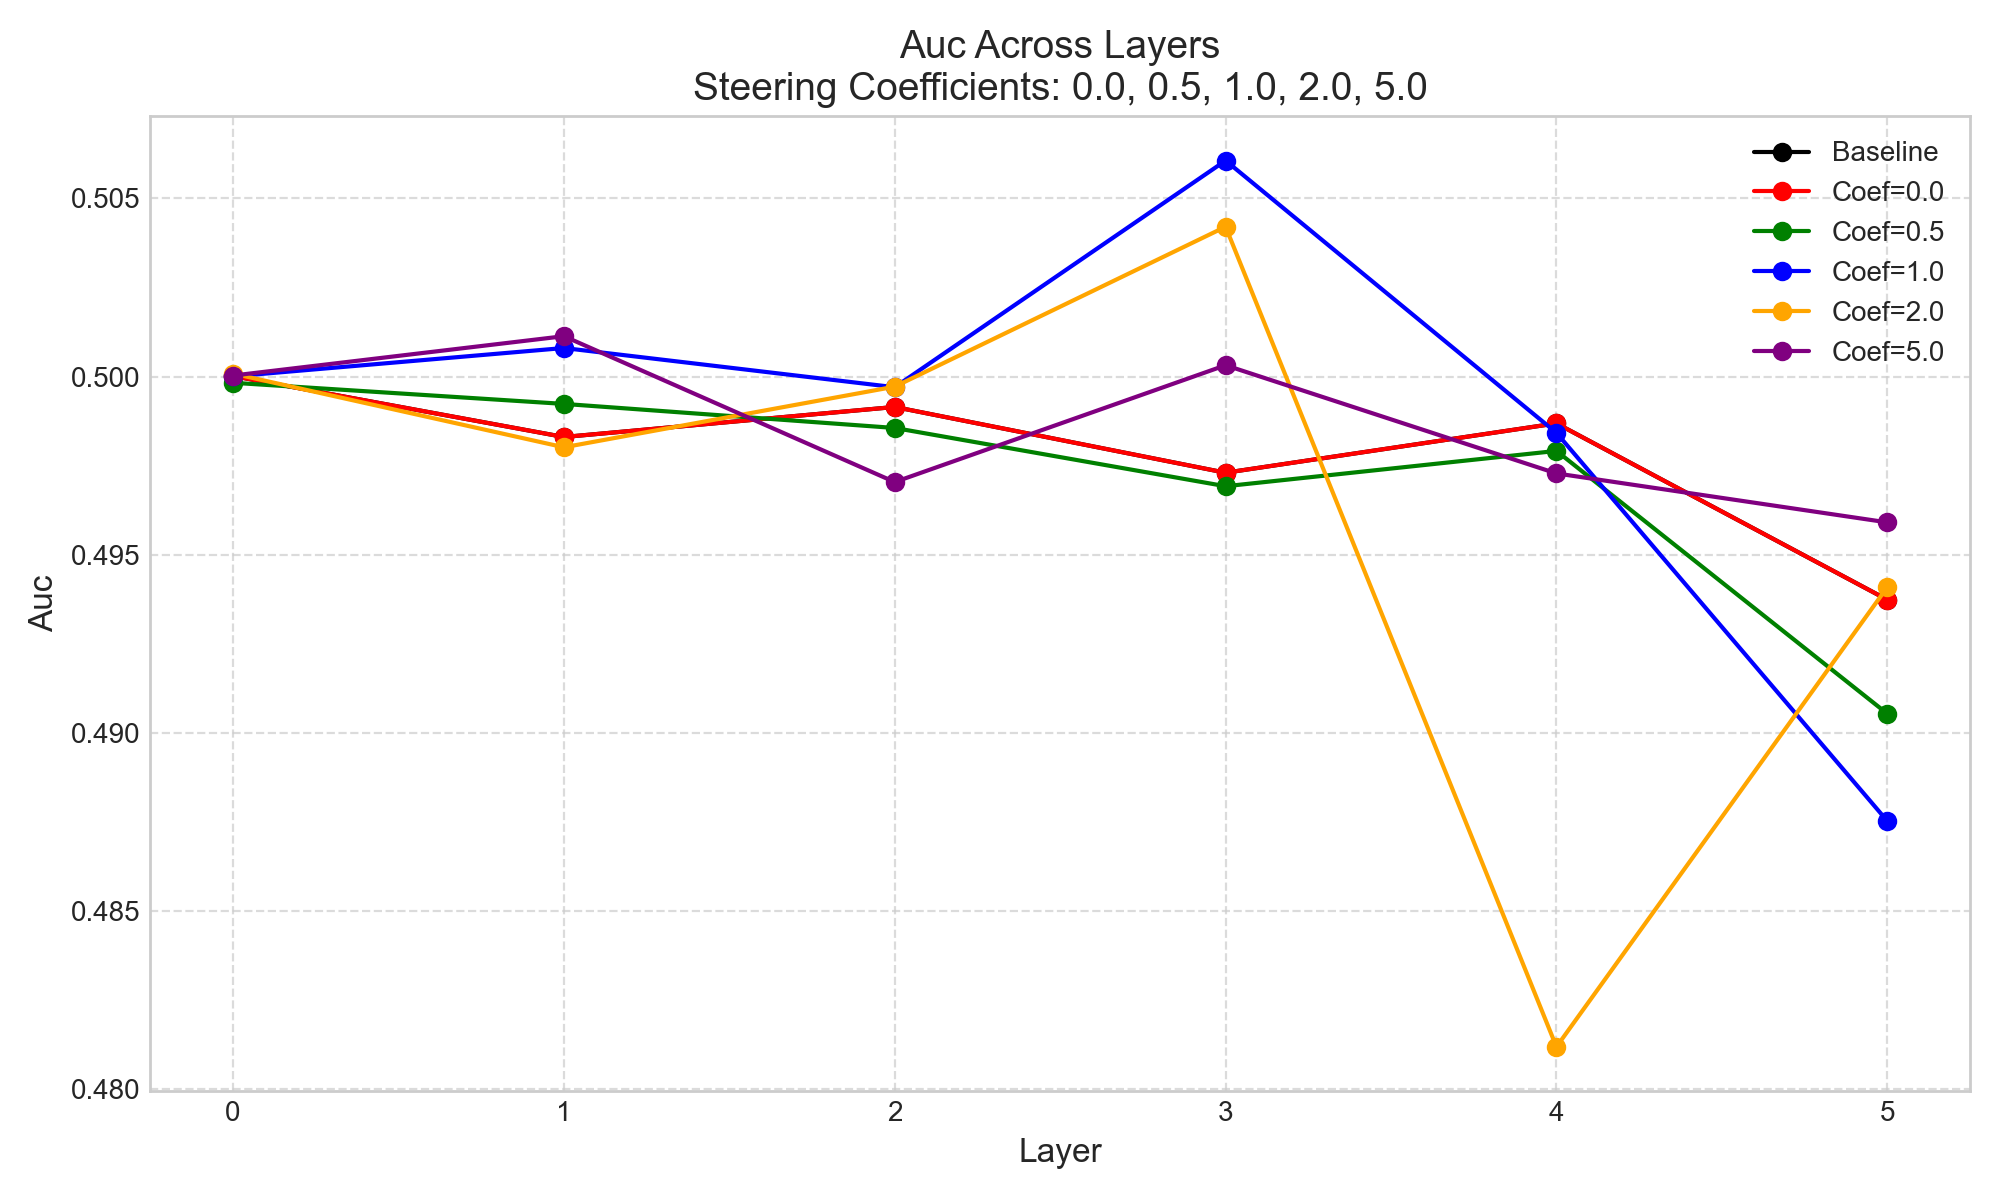 Auc Across Layers
Steering Coefficients: 0.0, 0.5, 1.0, 2.0, 5.0
Baseline
Coef=0.0
Coef=0.5
Coef=1.0
Coef=2.0
Coef=5.0
0.505
0.500
0.495
0.490
0.485
0.480
Auc
0 1 2 3 4 5
Layer